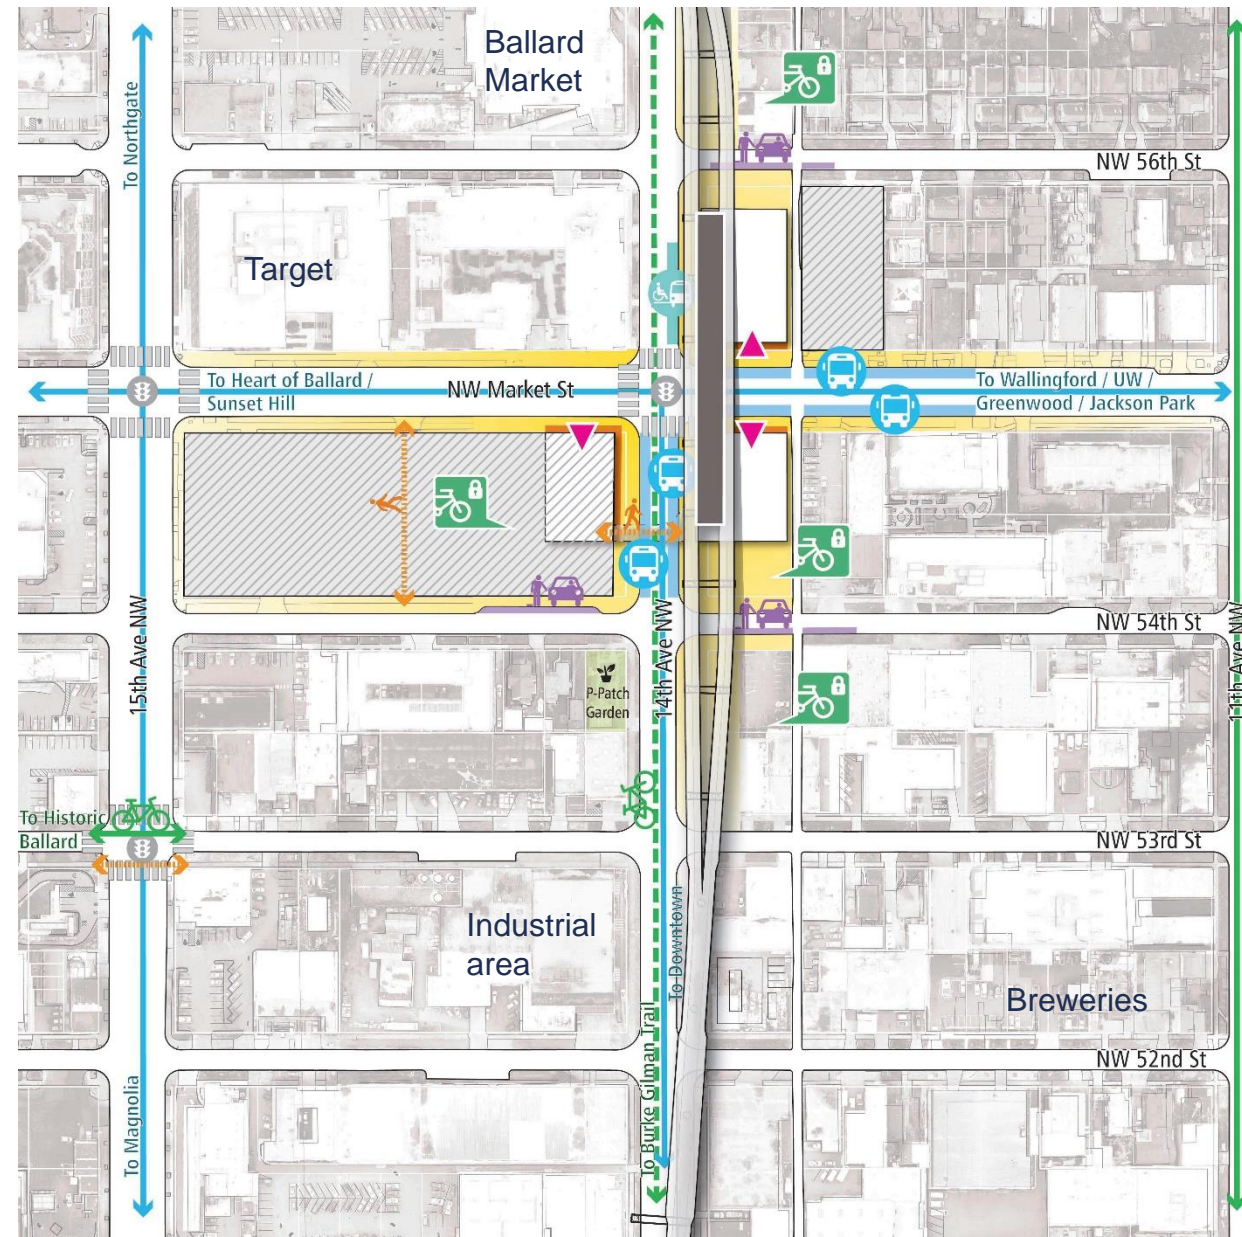 Ballard
Market
To Northgate
NW 56th St
Target
To Heart of Ballard /
Sunset Hill
NW Market St
To Wallingford / UW /
Greenwood / Jackson Park
15th Ave NW
14th Ave NW
11th Ave NW
NW 54th St
P-Patch
Garden
To Historic
Ballard
NW 53rd St
Industrial
area
To Downtown
Breweries
To Burke Gilman Trail
NW 52nd St
To Magnolia